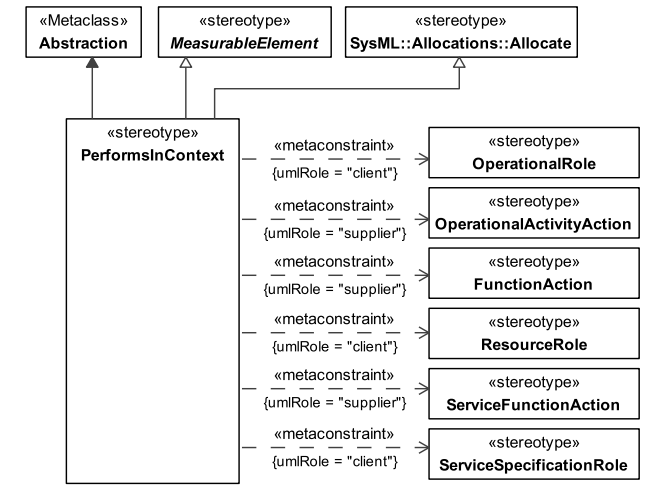 «Metaclass»
Abstraction
«stereotype»
MeasurableElement
«stereotype»
SysML::Allocations::Allocate
«stereotype»
PerformsInContext
«metaconstraint»
{umlRole = "client"}
«stereotype»
OperationalRole
«metaconstraint»
{umlRole = "supplier"}
«stereotype»
OperationalActivityAction
«metaconstraint»
{umlRole = "supplier"}
«stereotype»
FunctionAction
«metaconstraint»
{umlRole = "client"}
«stereotype»
ResourceRole
«metaconstraint»
{umlRole = "supplier"}
«stereotype»
ServiceFunctionAction
«metaconstraint»
{umlRole = "client"}
«stereotype»
ServiceSpecificationRole